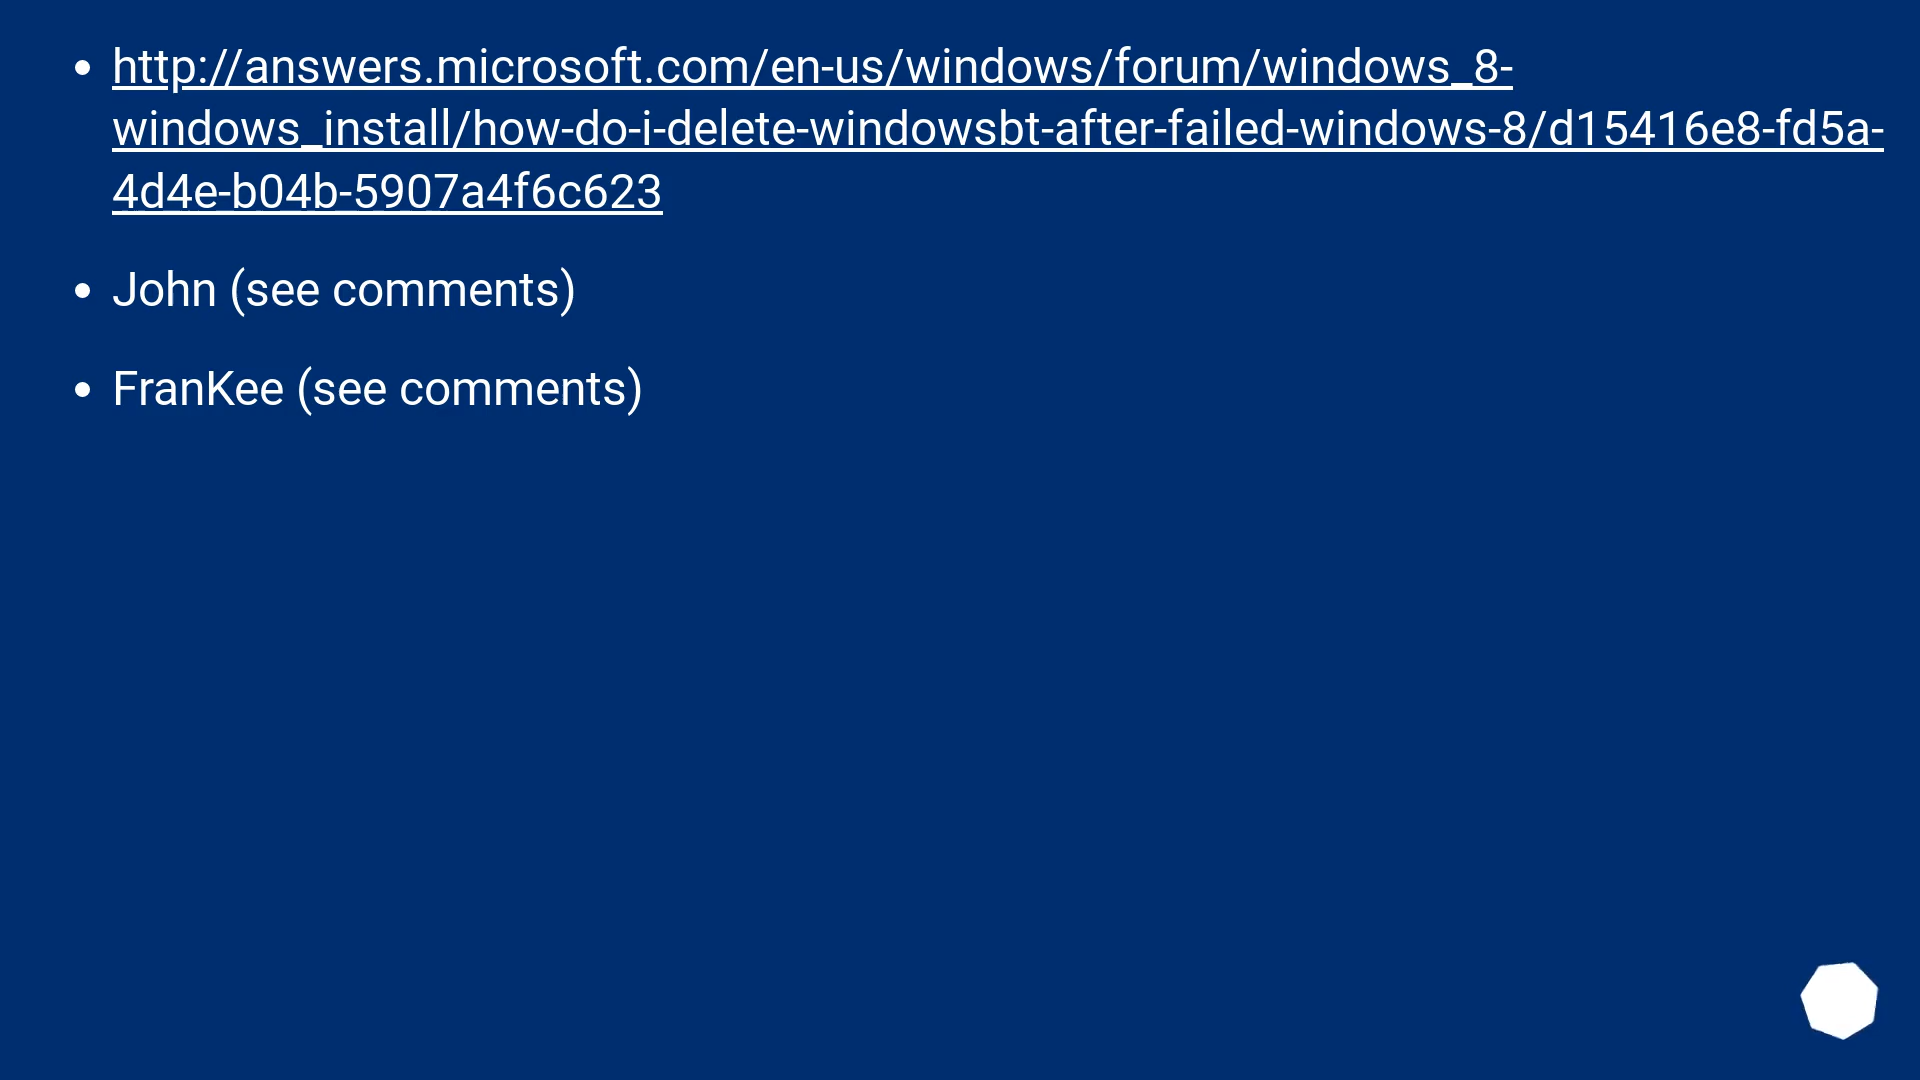 http://answers.microsoft.com/en-us/windows/forum/windows_8-
windows_install/how-do-i-delete-windowsbt-after-failed-windows-8/d15416e8-fd5a-
4d4e-b04b-5907a4f6c623
John (see comments)
FranKee (see comments)